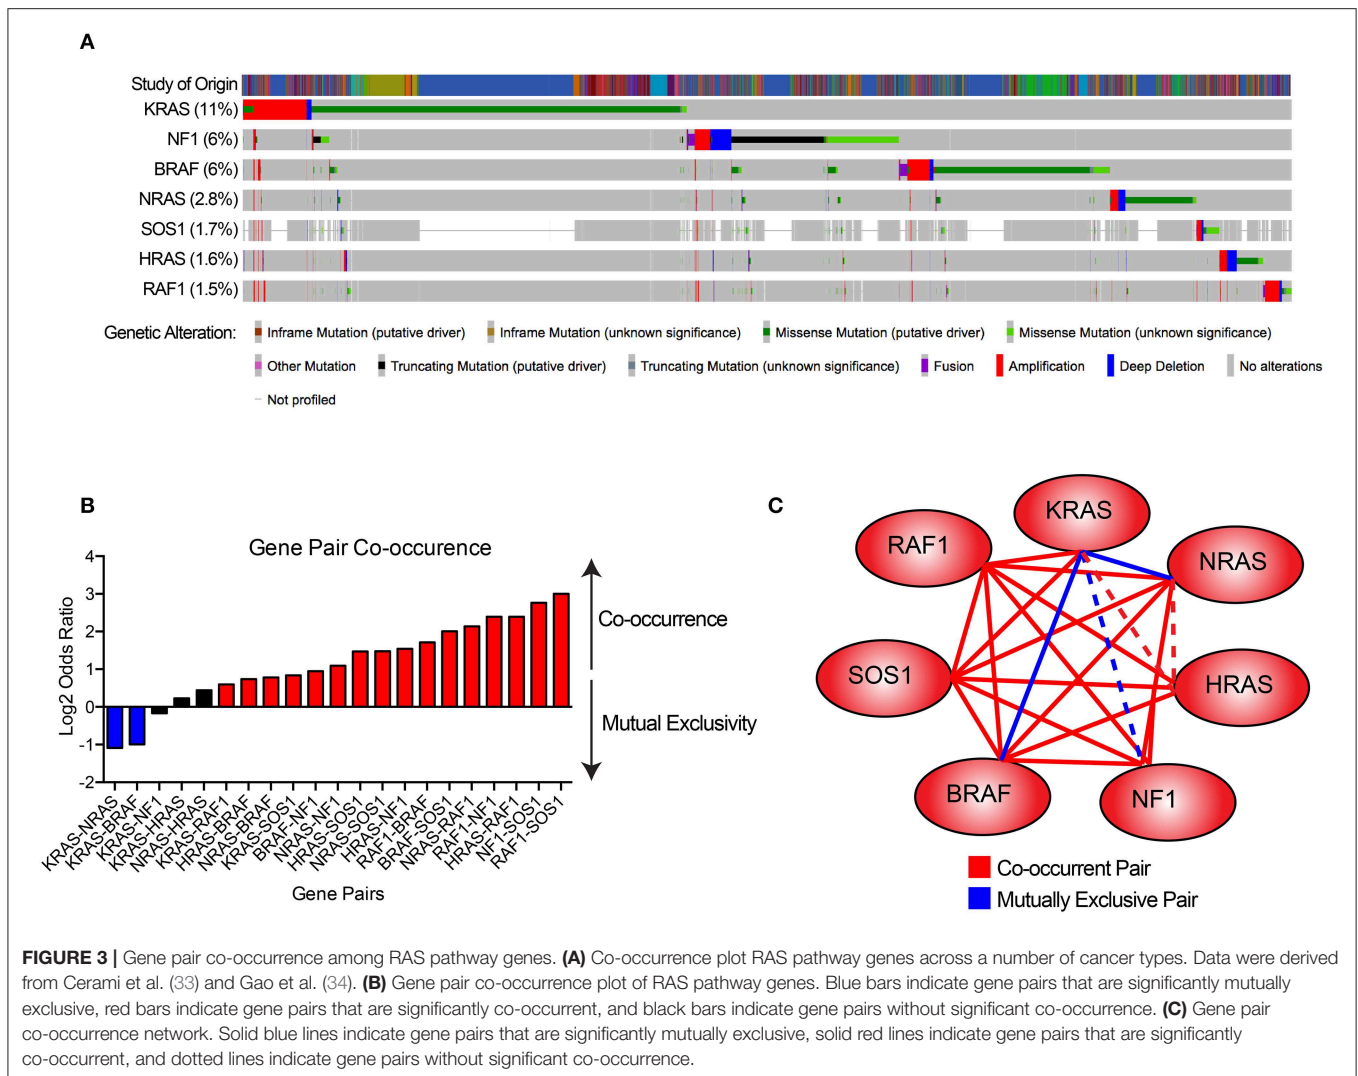 A
Study of Origin
KRAS (11%)
NF1 (6%)
BRAF (6%)
NRAS (2.8%)
SOS1 (1.7%)
HRAS (1.6%)
RAF1 (1.5%)
Genetic Alteration:
Inframe Mutation (putative driver)
Inframe Mutation (unknown significance)
Missense Mutation (putative driver)
Missense Mutation (unknown significance)
Other Mutation
Truncating Mutation (putative driver)
Truncating Mutation (unknown significance)
Fusion
Amplification
Deep Deletion
No alterations
Not profiled
B
Gene Pair Co-occurence
Log2 Odds Ratio
4
3
2
1
0
-1
-2
Co-occurrence
Mutual Exclusivity
KRAS-NRAS
KRAS-BRAF
KRAS-NF1
KRAS-HRAS
NRAS-HRAS
KRAS-RAF1
HRAS-BRAF
NRAS-BRAF
KRAS-SOS1
BRAF-NF1
NRAS-NF1
HRAS-SOS1
NRAS-SOS1
HRAS-NF1
RAF1-BRAF
BRAF-SOS1
NRAS-RAF1
RAF1-NF1
HRAS-RAF1
NF1-SOS1
RAF1-SOS1
Gene Pairs
C
KRAS
RAF1
NRAS
SOS1
HRAS
BRAF
NF1
Co-occurrent Pair
Mutually Exclusive Pair
FIGURE 3 | Gene pair co-occurrence among RAS pathway genes. (A) Co-occurrence plot RAS pathway genes across a number of cancer types. Data were derived
from Cerami et al. (33) and Gao et al. (34). (B) Gene pair co-occurrence plot of RAS pathway genes. Blue bars indicate gene pairs that are significantly mutually
exclusive, red bars indicate gene pairs that are significantly co-occurrent, and black bars indicate gene pairs without significant co-occurrence. (C) Gene pair
co-occurrence network. Solid blue lines indicate gene pairs that are significantly mutually exclusive, solid red lines indicate gene pairs that are significantly
co-occurrent, and dotted lines indicate gene pairs without significant co-occurrence.